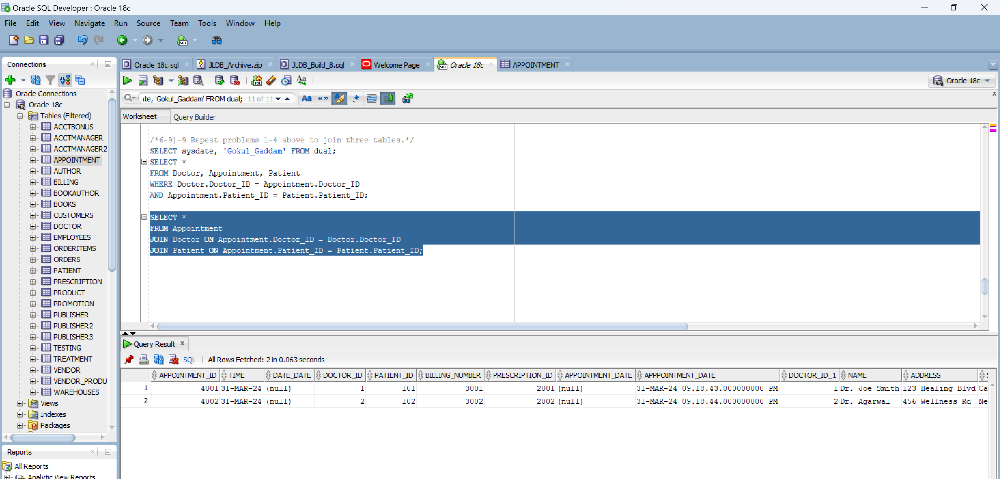 Oracle SQL Developer : Oracle 18c
File Edit View Navigate Run Source Team Tools Window Help
Connections
Oracle Connections
Oracle 18c
Tables (Filtered)
ACCTBONUS
ACCTMANAGER
ACCTMANAGER2
APPOINTMENT
AUTHOR
BILLING
BOOKAUTHOR
BOOKS
CUSTOMERS
DOCTOR
EMPLOYEES
ORDERITEMS
ORDERS
PATIENT
PRESCRIPTION
PRODUCT
PROMOTION
PUBLISHER
PUBLISHER2
PUBLISHER3
TESTING
TREATMENT
VENDOR
VENDOR_PRODU
WAREHOUSES
Views
Indexes
Packages
Reports
All Reports
Analytic View Reports
Oracle 18c.sql JLDB_Archive.zip JLDB_Build_8.sql Welcome Page Oracle 18c APPOINTMENT
Oracle 18c
te, 'Gokul_Gaddam' FROM dual; 11 of 11
Worksheet Query Builder
/*6-9)-9 Repeat problems 1-4 above to join three tables.*/
SELECT sysdate, 'Gokul_Gaddam' FROM dual;
SELECT *
FROM Doctor, Appointment, Patient
WHERE Doctor.Doctor_ID = Appointment.Doctor_ID
AND Appointment.Patient_ID = Patient.Patient_ID;
SELECT *
FROM Appointment
JOIN Doctor ON Appointment.Doctor_ID = Doctor.Doctor_ID
JOIN Patient ON Appointment.Patient_ID = Patient.Patient_ID;
Query Result
SQL | All Rows Fetched: 2 in 0.063 seconds
APPOINTMENT_ID TIME DATE_DATE DOCTOR_ID PATIENT_ID BILLING_NUMBER PRESCRIPTION_ID APPOINTMENT_DATE APPPOINTMENT_DATE DOCTOR_ID_1 NAME ADDRESS
1 4001 31-MAR-24 (null) 1 101 3001 2001 (null) 31-MAR-24 09.18.43.000000000 PM 1 Dr. Joe Smith 123 Healing Blvd Ca
2 4002 31-MAR-24 (null) 2 102 3002 2002 (null) 31-MAR-24 09.18.44.000000000 PM 2 Dr. Agarwal 456 Wellness Rd Ne